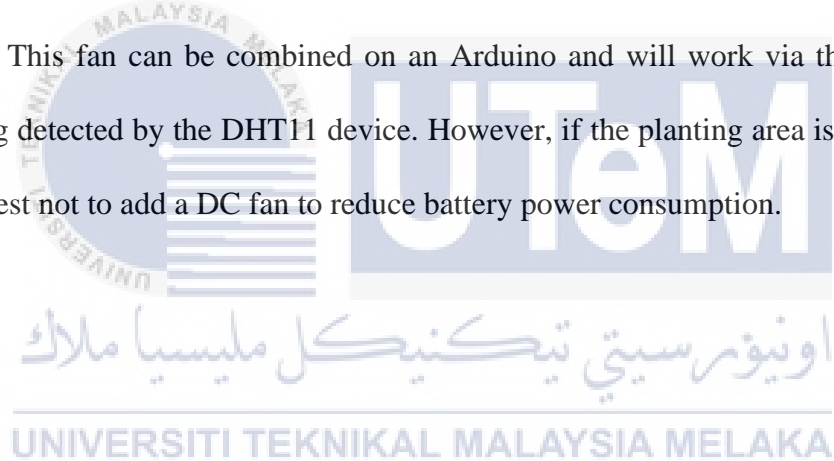 MALAYSIA
This fan can be combined on an Arduino and will work via th
g detected by the DHT11 device. However, if the planting area is
est not to add a DC fan to reduce battery power consumption.
UTeM
اونيۏرسيتي تيكنيكل مليسيا ملاك
UNIVERSITI TEKNIKAL MALAYSIA MELAKA